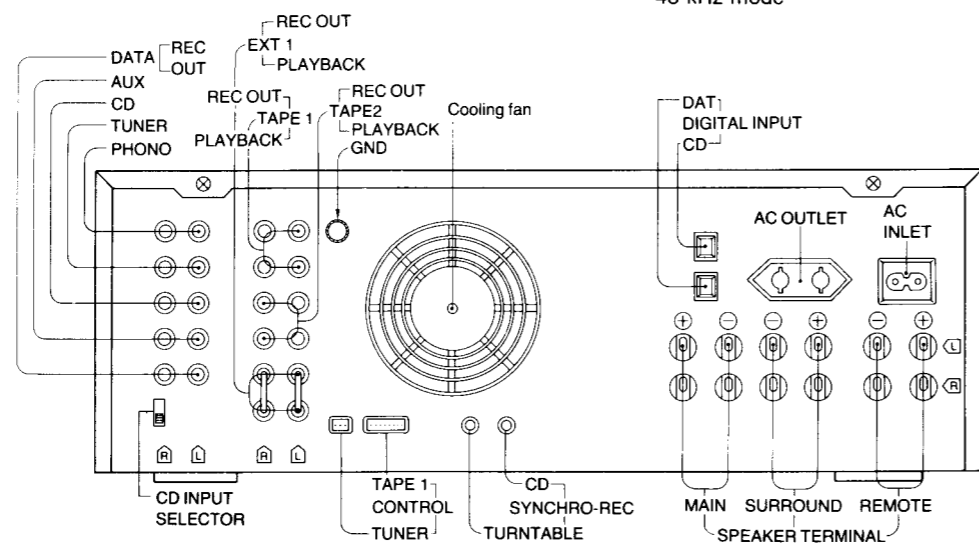 48 kHz mode
REC OUT
EXT 1
PLAYBACK
DATA REC
OUT
AUX
CD
TUNER
PHONO
REC OUT
TAPE 1
PLAYBACK
REC OUT
TAPE2
PLAYBACK
GND
Cooling fan
DAT
DIGITAL INPUT
CD
AC OUTLET
AC
INLET
+ − − + − +
L
R
R L R L
CD INPUT
SELECTOR
TAPE 1
CONTROL
TUNER
CD
SYNCHRO-REC
TURNTABLE
MAIN SURROUND REMOTE
SPEAKER TERMINAL